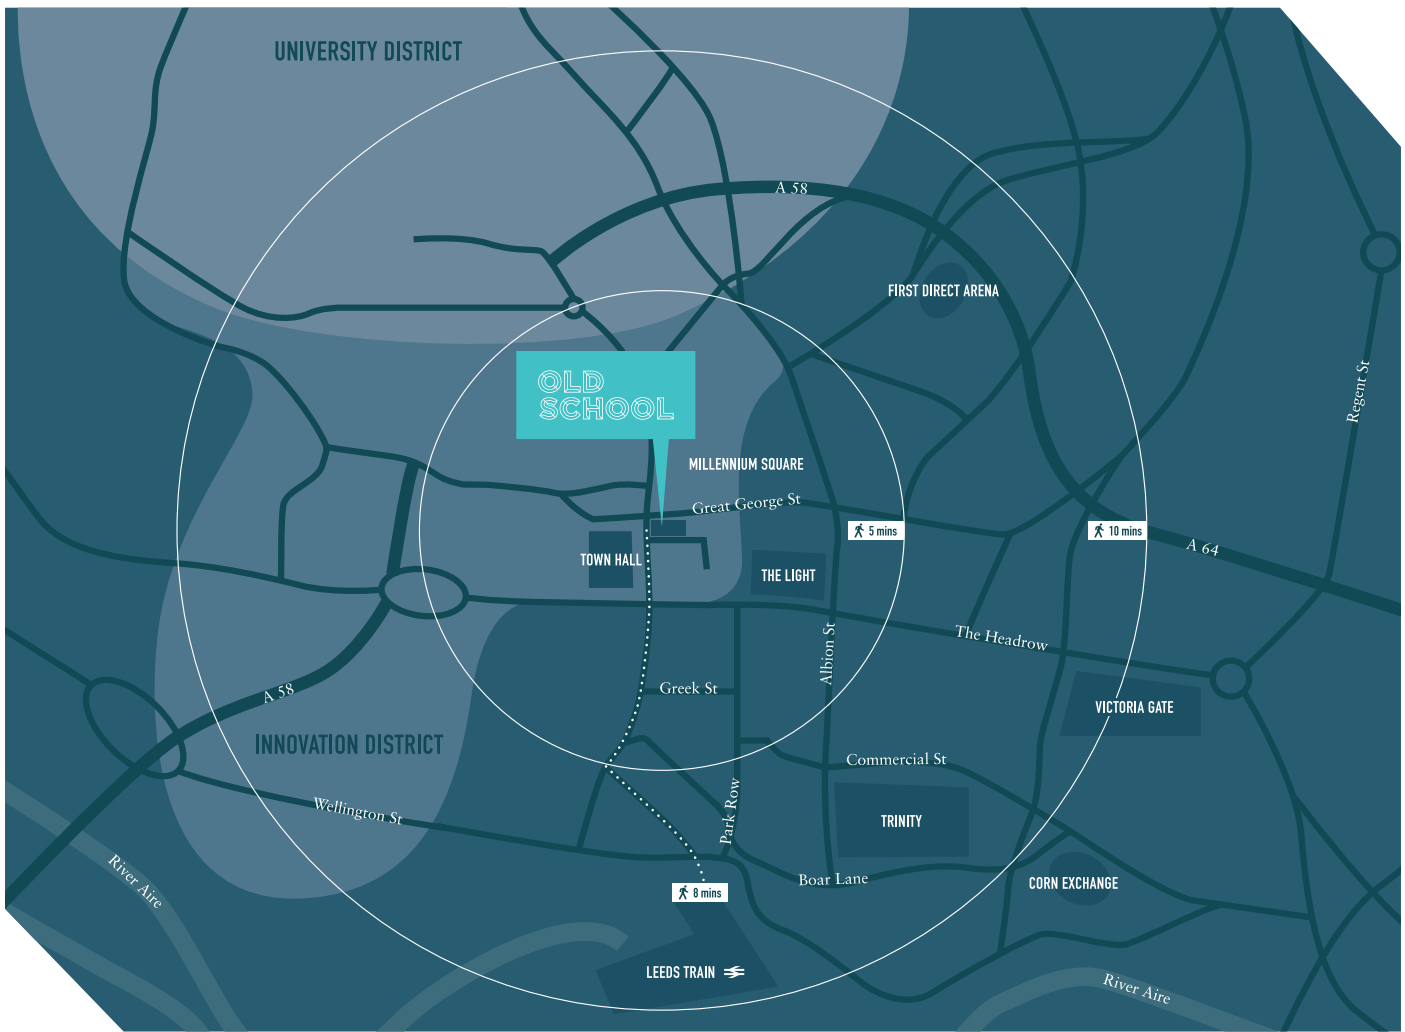 UNIVERSITY DISTRICT
A 58
FIRST DIRECT ARENA
OLD
SCHOOL
Regent St
MILLENNIUM SQUARE
Great George St
5 mins
10 mins
A 64
TOWN HALL
THE LIGHT
The Headrow
Albion St
Greek St
A 58
VICTORIA GATE
INNOVATION DISTRICT
Commercial St
Wellington St
Park Row
TRINITY
River Aire
Boar Lane
CORN EXCHANGE
8 mins
LEEDS TRAIN
River Aire